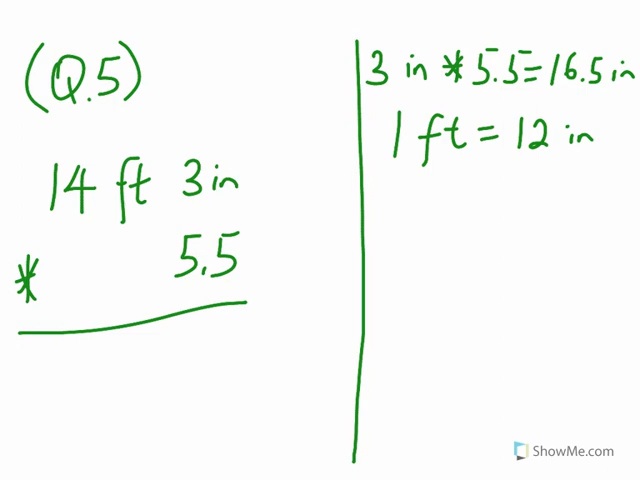 (Q.5)
14 ft 3 in
* 5.5
3 in * 5.5 = 16.5 in
1 ft = 12 in
ShowMe.com